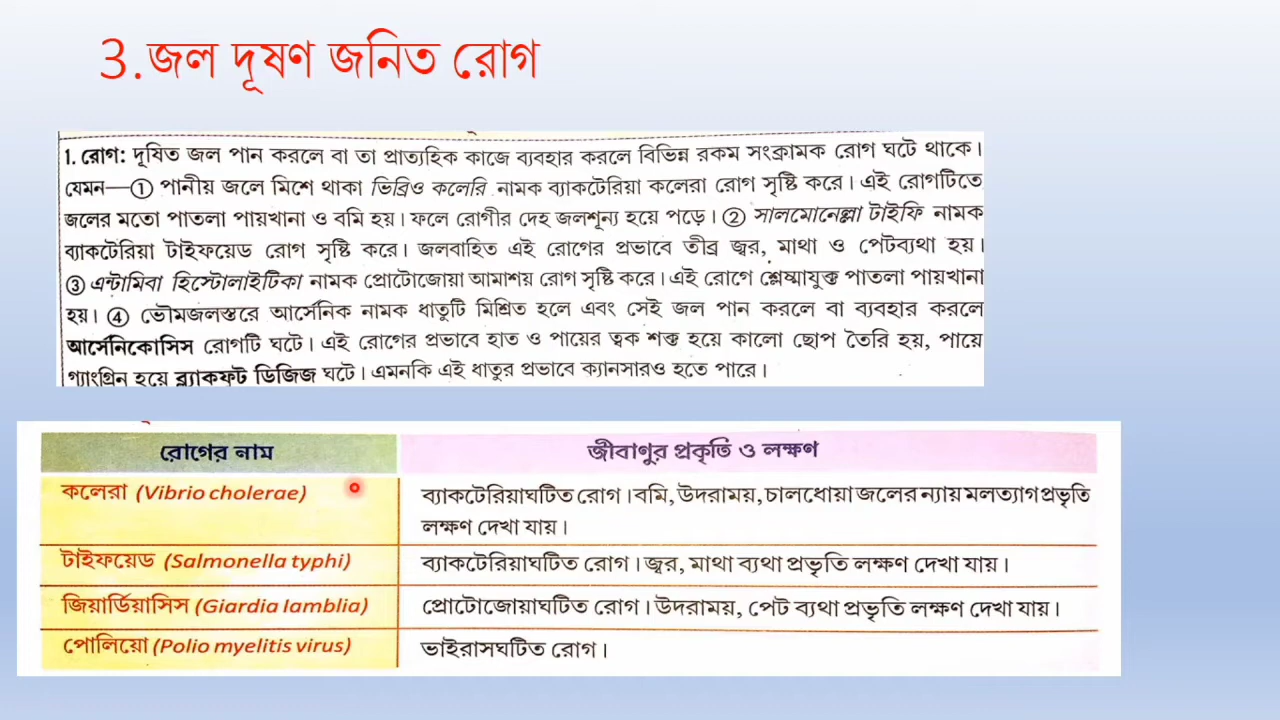 3.জল দূষণ জনিত রোগ
1. রোগ: দূষিত জল পান করলে বা তা প্রাত্যহিক কাজে ব্যবহার করলে বিভিন্ন রকম সংক্রামক রোগ ঘটে থাকে।
যেমন—① পানীয় জলে মিশে থাকা ভিব্রিও কলেরি নামক ব্যাকটেরিয়া কলেরা রোগ সৃষ্টি করে। এই রোগটিতে
জলের মতো পাতলা পায়খানা ও বমি হয়। ফলে রোগীর দেহ জলশূন্য হয়ে পড়ে। ② সালমোনেল্লা টাইফি নামক
ব্যাকটেরিয়া টাইফয়েড রোগ সৃষ্টি করে। জলবাহিত এই রোগের প্রভাবে তীব্র জ্বর, মাথা ও পেটব্যথা হয়।
③ এন্টামিবা হিস্টোলাইটিকা নামক প্রোটোজোয়া আমাশয় রোগ সৃষ্টি করে। এই রোগে শ্লেষ্মাযুক্ত পাতলা পায়খানা
হয়। ④ ভৌমজলস্তরে আর্সেনিক নামক ধাতুটি মিশ্রিত হলে এবং সেই জল পান করলে বা ব্যবহার করলে
আর্সেনিকোসিস রোগটি ঘটে। এই রোগের প্রভাবে হাত ও পায়ের ত্বক শক্ত হয়ে কালো ছোপ তৈরি হয়, পায়ে
গ্যাংগ্রিন হয়ে ব্ল্যাকফুট ডিজিজ ঘটে। এমনকি এই ধাতুর প্রভাবে ক্যানসারও হতে পারে।
রোগের নাম জীবাণুর প্রকৃতি ও লক্ষণ
কলেরা (Vibrio cholerae) ব্যাকটেরিয়াঘটিত রোগ। বমি, উদরাময়, চালধোয়া জলের ন্যায় মলত্যাগ প্রভৃতি
লক্ষণ দেখা যায়।
টাইফয়েড (Salmonella typhi) ব্যাকটেরিয়াঘটিত রোগ। জ্বর, মাথা ব্যথা প্রভৃতি লক্ষণ দেখা যায়।
জিয়ার্ডিয়াসিস (Giardia lamblia) প্রোটোজোয়াঘটিত রোগ। উদরাময়, পেট ব্যথা প্রভৃতি লক্ষণ দেখা যায়।
পোলিয়ো (Polio myelitis virus) ভাইরাসঘটিত রোগ।